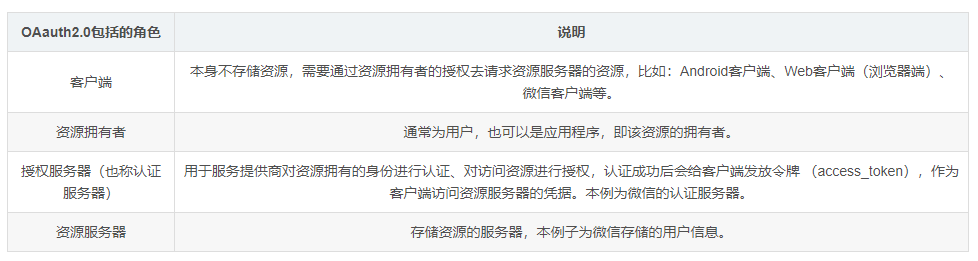 OAauth2.0包括的角色 说明
客户端 本身不存储资源，需要通过资源拥有者的授权去请求资源服务器的资源，比如：Android客户端、Web客户端（浏览器端）、
微信客户端等。
资源拥有者 通常为用户，也可以是应用程序，即该资源的拥有者。
授权服务器（也称认证
服务器）
用于服务提供商对资源拥有的身份进行认证、对访问资源进行授权，认证成功后会给客户端发放令牌 （access_token），作为
客户端访问资源服务器的凭据。本例为微信的认证服务器。
资源服务器 存储资源的服务器，本例子为微信存储的用户信息。